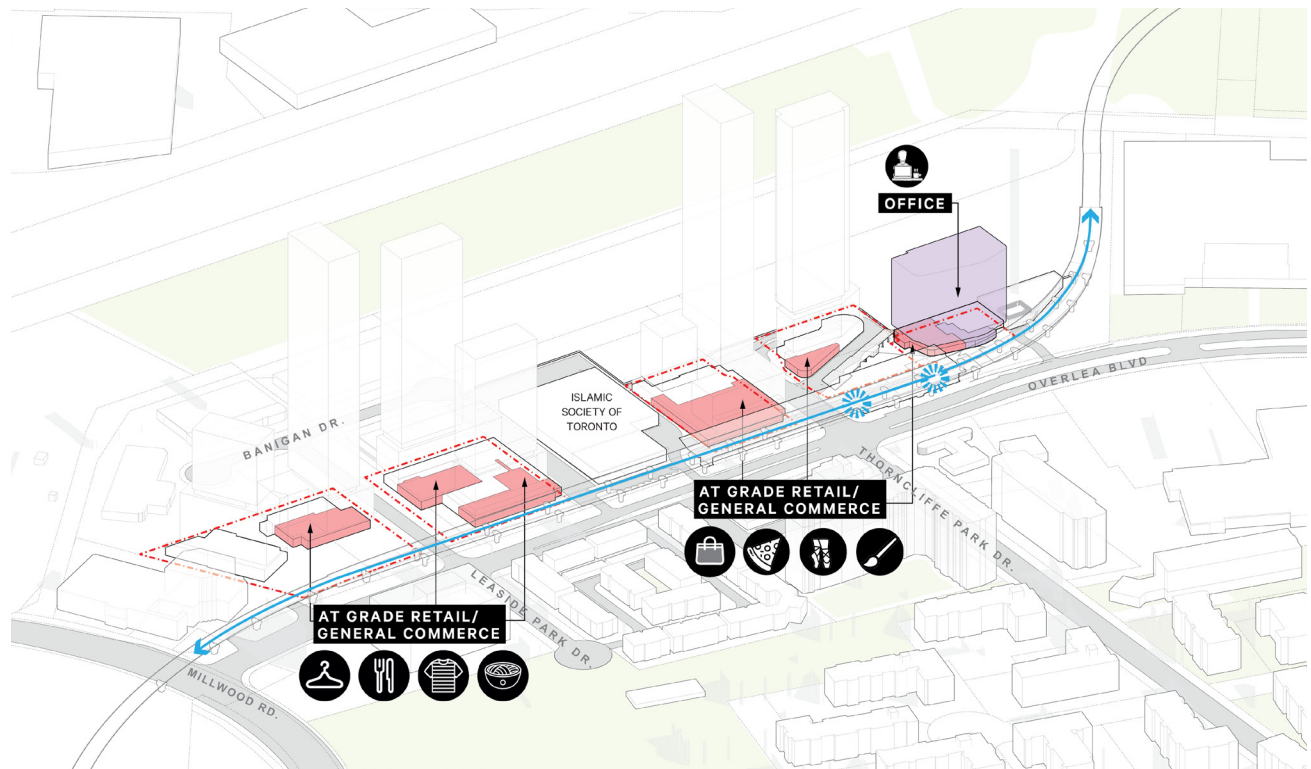 OFFICE
OVERLEA BLVD
ISLAMIC
SOCIETY OF
TORONTO
BANIGAN DR.
THORNCLIFFE PARK DR.
AT GRADE RETAIL/
GENERAL COMMERCE
LEASIDE PARK DR.
AT GRADE RETAIL/
GENERAL COMMERCE
MILLWOOD RD.